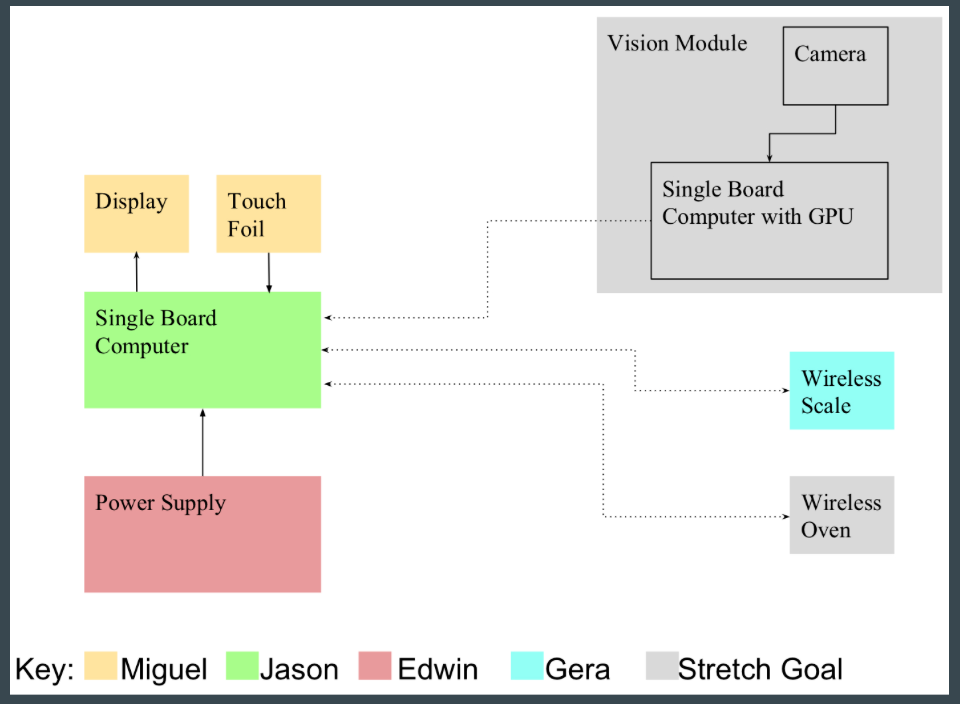 Vision Module
Camera
Single Board
Computer with GPU
Display
Touch
Foil
Single Board
Computer
Wireless
Scale
Power Supply
Wireless
Oven
Key: Miguel Jason Edwin Gera Stretch Goal